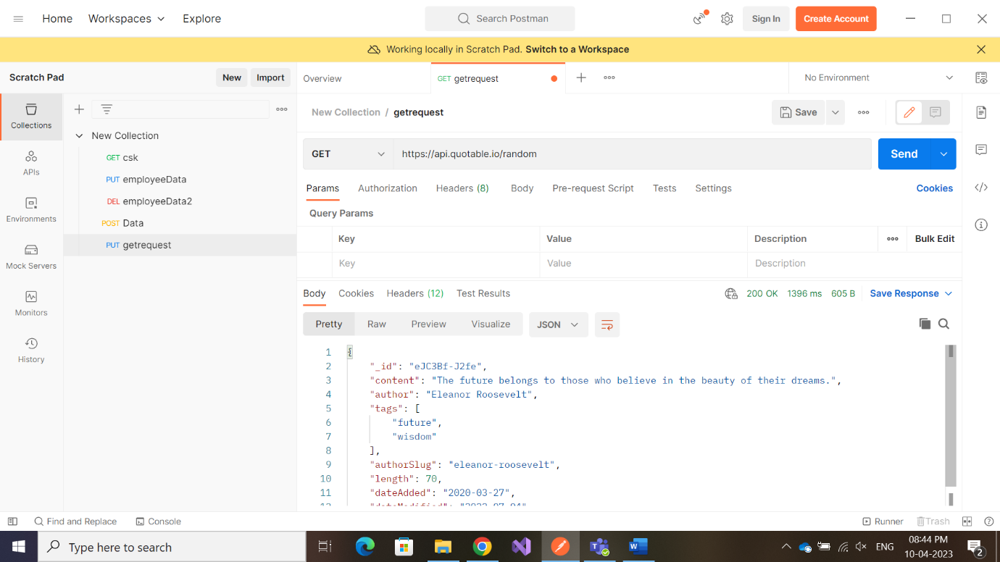 Home Workspaces Explore Search Postman Sign In Create Account
Working locally in Scratch Pad. Switch to a Workspace
Scratch Pad New Import Overview GET getrequest No Environment
Collections
APIs
Environments
Mock Servers
Monitors
History
New Collection
GET csk
PUT employeeData
DEL employeeData2
POST Data
PUT getrequest
New Collection / getrequest Save
GET https://api.quotable.io/random Send
Params Authorization Headers (8) Body Pre-request Script Tests Settings Cookies
Query Params
Key Value Description Bulk Edit
Key Value Description
Body Cookies Headers (12) Test Results 200 OK 1396 ms 605 B Save Response
Pretty Raw Preview Visualize JSON
1 {
2 "_id": "eJC3Bf-J2fe",
3 "content": "The future belongs to those who believe in the beauty of their dreams.",
4 "author": "Eleanor Roosevelt",
5 "tags": [
6 "future",
7 "wisdom"
8 ],
9 "authorSlug": "eleanor-roosevelt",
10 "length": 70,
11 "dateAdded": "2020-03-27",
Find and Replace Console Runner Trash
Type here to search ENG 08:44 PM
10-04-2023 2